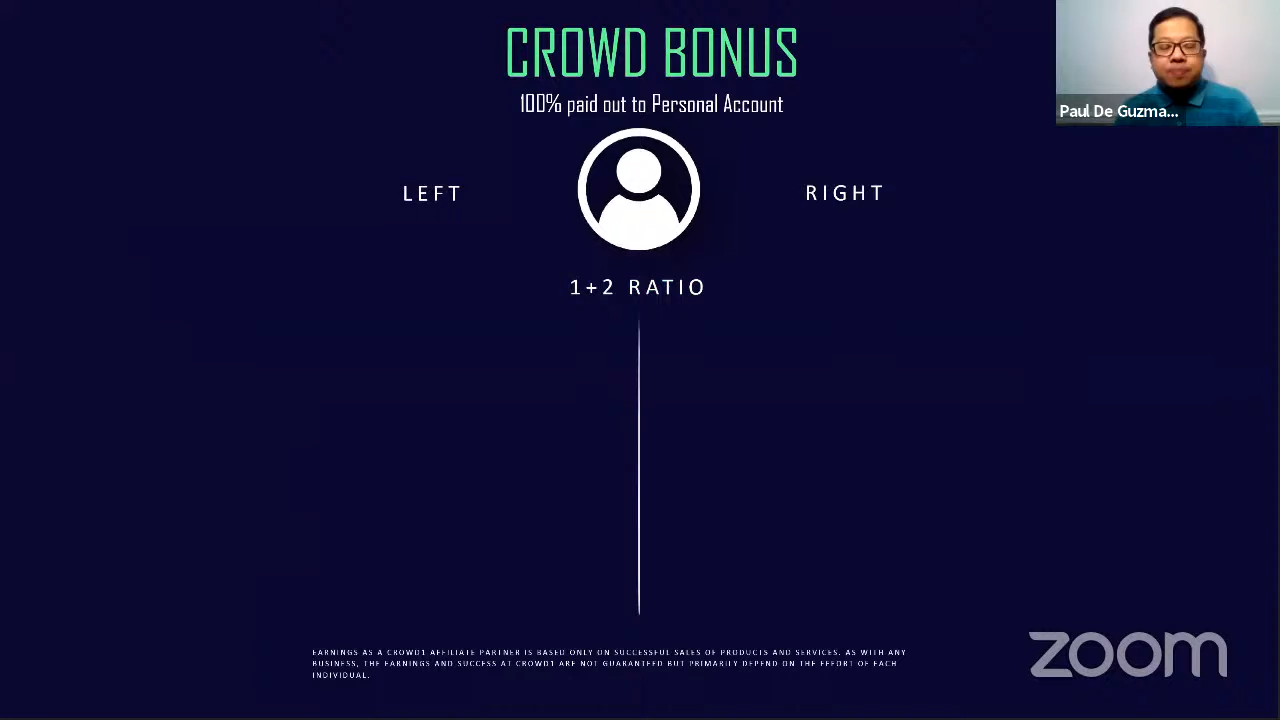 CROWD BONUS
100% paid out to Personal Account
Paul De Guzma...
LEFT
RIGHT
1+2 RATIO
EARNINGS AS A CROWD1 AFFILIATE PARTNER IS BASED ONLY ON SUCCESSFUL SALES OF PRODUCTS AND SERVICES. AS WITH ANY
BUSINESS, THE EARNINGS AND SUCCESS AT CROWD1 ARE NOT GUARANTEED BUT PRIMARILY DEPEND ON THE EFFORT OF EACH
INDIVIDUAL.
zoom